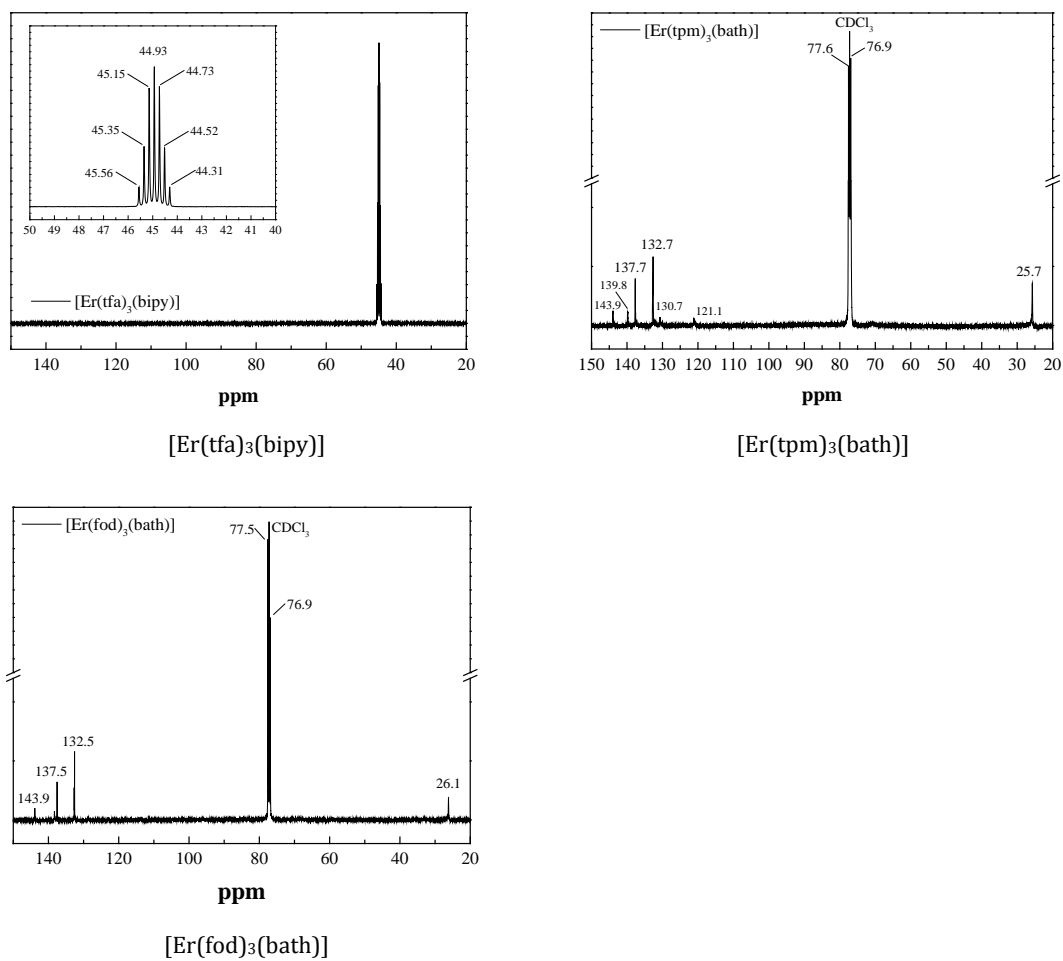 44.93
45.15
44.73
45.35
44.52
45.56
44.31
50 49 48 47 46 45 44 43 42 41 40
[Er(tfa)3(bipy)]
140 120 100 80 60 40 20
ppm
[Er(tfa)3(bipy)]
[Er(tpm)3(bath)]
CDCl3
77.6
76.9
132.7
137.7
139.8
143.9
130.7
121.1
25.7
150 140 130 120 110 100 90 80 70 60 50 40 30 20
ppm
[Er(tpm)3(bath)]
[Er(fod)3(bath)]
77.5
CDCl3
76.9
132.5
137.5
143.9
26.1
140 120 100 80 60 40 20
ppm
[Er(fod)3(bath)]